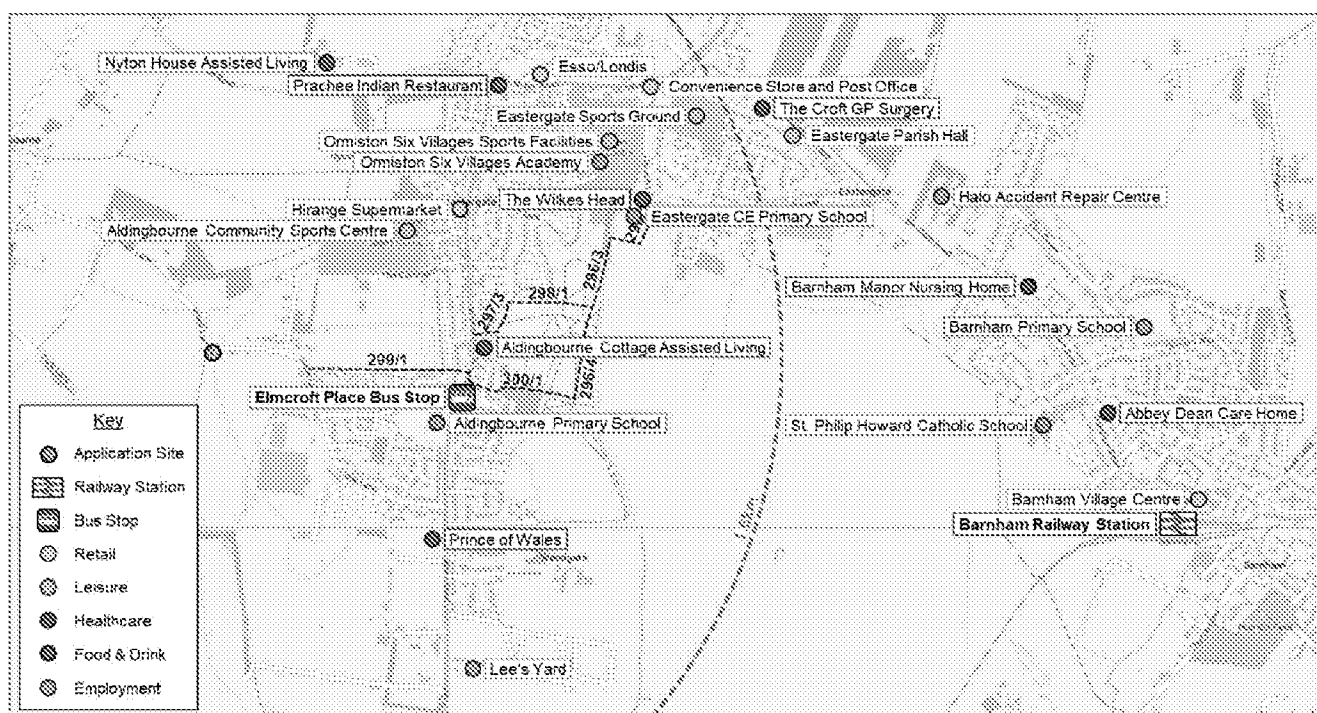 Nyton House Assisted Living
Esso/Londis
Prachee Indian Restaurant
Convenience Store and Post Office
Eastergate Sports Ground
The Croft GP Surgery
Eastergate Parish Hall
Ormiston Six Villages Sports Facilities
Ormiston Six Villages Academy
The Wilkes Head
Halo Accident Repair Centre
Hirange Supermarket
Eastergate CE Primary School
Aldingbourne Community Sports Centre
296/3
Barnham Manor Nursing Home
298/1
297/3
Barnham Primary School
Aldingbourne Cottage Assisted Living
299/1
300/1
296/4
Elmcroft Place Bus Stop
Aldingbourne Primary School
Abbey Dean Care Home
St. Philip Howard Catholic School
Barnham Village Centre
Barnham Railway Station
Prince of Wales
Lee's Yard
Key
Application Site
Railway Station
Bus Stop
Retail
Leisure
Healthcare
Food & Drink
Employment